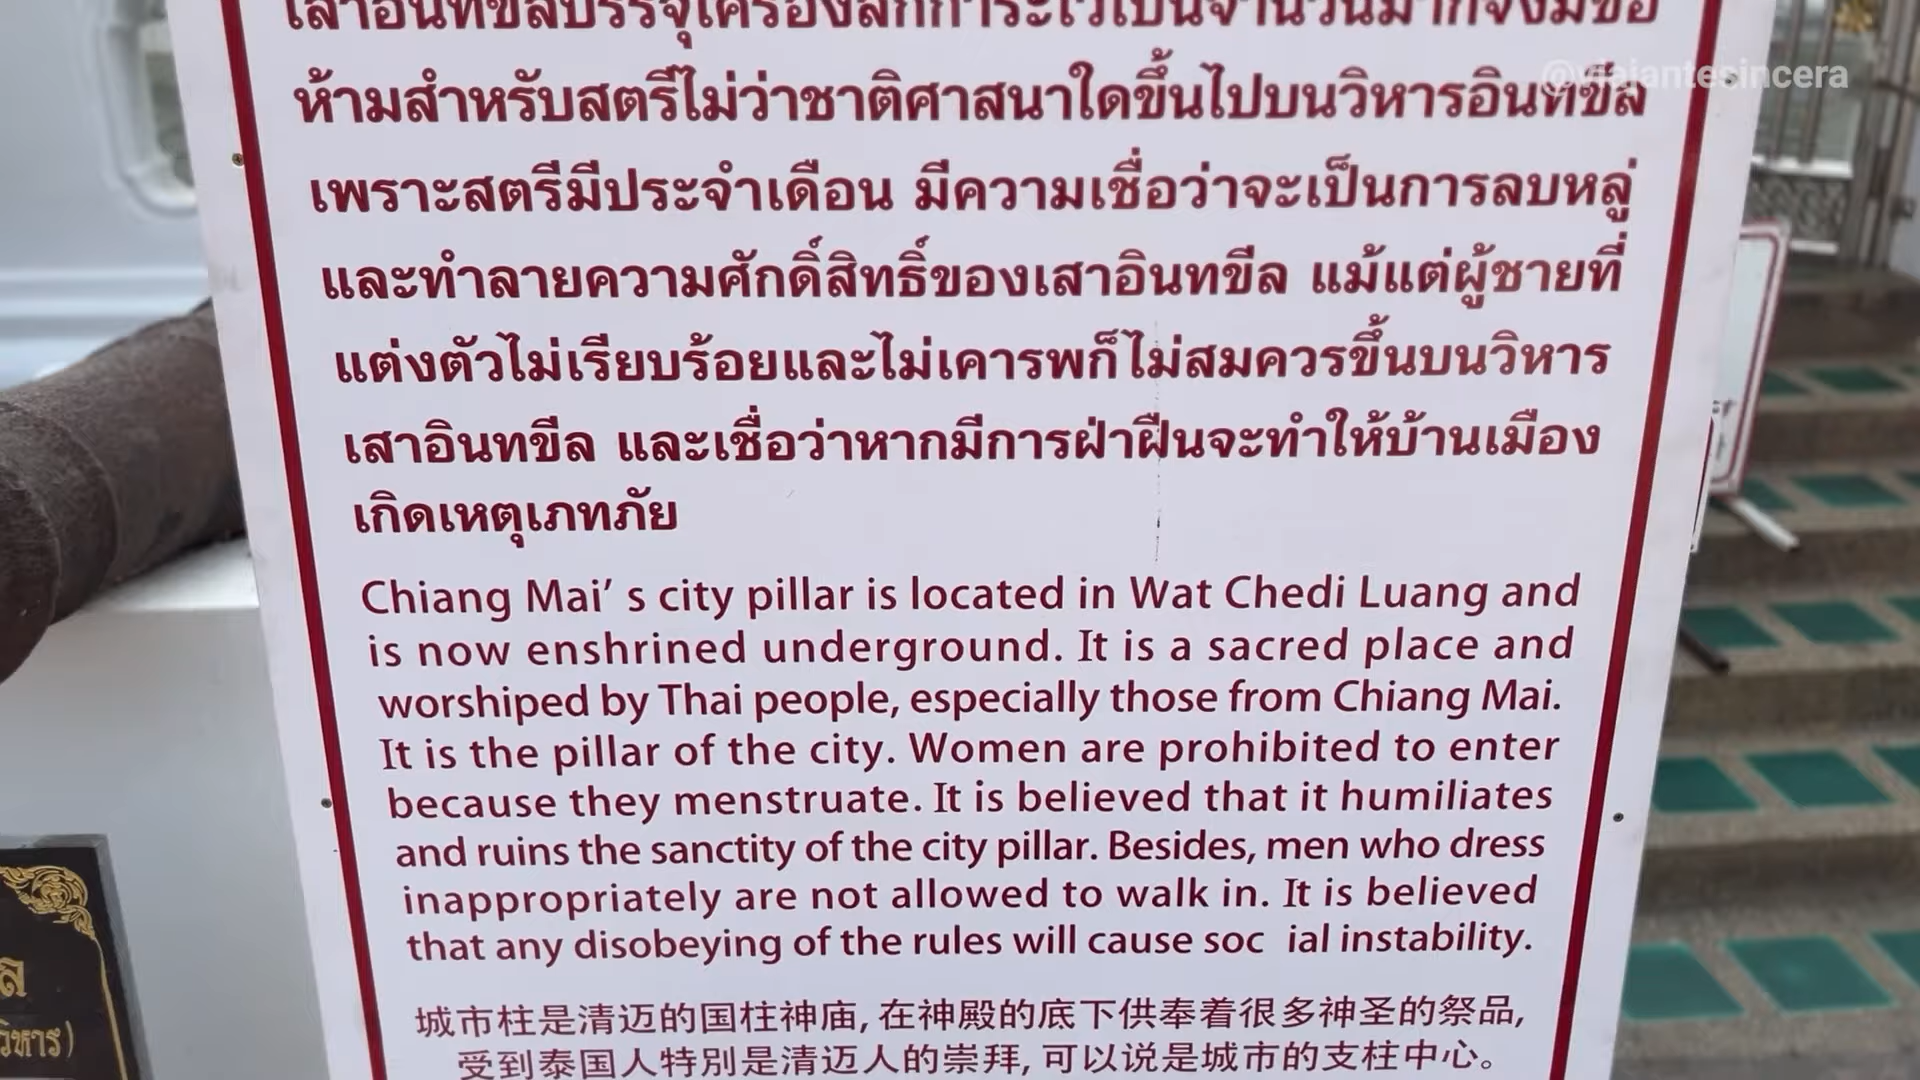 เสาอินทขีลบรรจุเครื่องสักการะไว้เป็นจำนวนมากจึงมีข้อ
ห้ามสำหรับสตรีไม่ว่าชาติศาสนาใดขึ้นไปบนวิหารอินทขีล
@viajantesincera
เพราะสตรีมีประจำเดือน มีความเชื่อว่าจะเป็นการลบหลู่
และทำลายความศักดิ์สิทธิ์ของเสาอินทขีล แม้แต่ผู้ชายที่
แต่งตัวไม่เรียบร้อยและไม่เคารพก็ไม่สมควรขึ้นบนวิหาร
เสาอินทขีล และเชื่อว่าหากมีการฝ่าฝืนจะทำให้บ้านเมือง
เกิดเหตุเภทภัย
Chiang Mai’ s city pillar is located in Wat Chedi Luang and
is now enshrined underground. It is a sacred place and
worshiped by Thai people, especially those from Chiang Mai.
It is the pillar of the city. Women are prohibited to enter
because they menstruate. It is believed that it humiliates
and ruins the sanctity of the city pillar. Besides, men who dress
inappropriately are not allowed to walk in. It is believed
that any disobeying of the rules will cause soc ial instability.
城市柱是清迈的国柱神庙, 在神殿的底下供奉着很多神圣的祭品,
受到泰国人特別是清迈人的崇拜, 可以说是城市的支柱中心。
วิหาร)